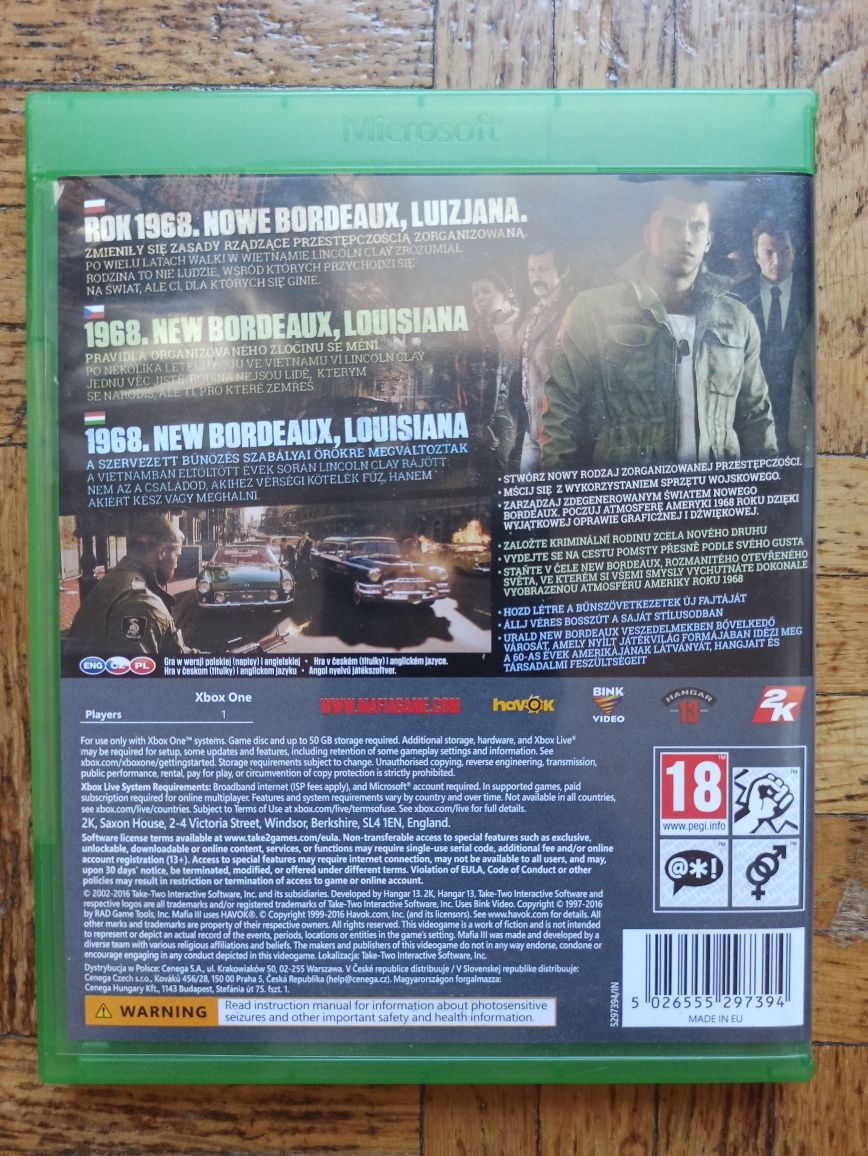 Microsoft
ROK 1968. NOWE BORDEAUX, LUIZJANA.
ZMIENIŁY SIĘ ZASADY RZĄDZĄCE PRZESTĘPCZOŚCIĄ ZORGANIZOWANĄ.
PO WIELU LATACH WALKI W WIETNAMIE LINCOLN CLAY ZROZUMIAŁ:
RODZINA TO NIE LUDZIE, WŚRÓD KTÓRYCH PRZYCHODZI SIĘ
NA ŚWIAT, ALE CI, DLA KTÓRYCH SIĘ GINIE.
1968. NEW BORDEAUX, LOUISIANA
PRAVIDLA ORGANIZOVANÉHO ZLOČINU SE MĚNÍ.
PO NĚKOLIKA LETECH BOJŮ VE VIETNAMU VÍ LINCOLN CLAY
JEDNU VĚC JISTĚ: RODINA NEJSOU LIDÉ, KTERÝM
SE NARODÍŠ, ALE TI, PRO KTERÉ ZEMŘEŠ.
1968. NEW BORDEAUX, LOUISIANA
A SZERVEZETT BŰNÖZÉS SZABÁLYAI ÖRÖKRE MEGVÁLTOZTAK
A VIETNAMBAN ELTÖLTÖTT ÉVEK SORÁN LINCOLN CLAY RÁJÖTT:
NEM AZ A CSALÁDOD, AKIHEZ VÉRSÉGI KÖTELÉK FŰZ, HANEM
AKIÉRT KÉSZ VAGY MEGHALNI.
• STWÓRZ NOWY RODZAJ ZORGANIZOWANEJ PRZESTĘPCZOŚCI.
• MŚCIJ SIĘ Z WYKORZYSTANIEM SPRZĘTU WOJSKOWEGO.
• ZARZĄDZAJ ZDEGENEROWANYM ŚWIATEM NOWEGO
BORDEAUX. POCZUJ ATMOSFERĘ AMERYKI 1968 ROKU DZIĘKI
WYJĄTKOWEJ OPRAWIE GRAFICZNEJ I DŹWIĘKOWEJ.
• ZALOŽTE KRIMINÁLNÍ RODINU ZCELA NOVÉHO DRUHU
• VYDEJTE SE NA CESTU POMSTY PŘESNĚ PODLE SVÉHO GUSTA
• STAŇTE V ČELE NEW BORDEAUX, ROZMANITÉHO OTEVŘENÉHO
SVĚTA, VE KTERÉM SI VŠEMI SMYSLY VYCHUTNÁTE DOKONALE
VYOBRAZENOU ATMOSFÉRU AMERIKY ROKU 1968
• HOZD LÉTRE A BŰNSZÖVETKEZETEK ÚJ FAJTÁJÁT
• ÁLLJ VÉRES BOSSZÚT A SAJÁT STÍLUSODBAN
• URALD NEW BORDEAUX VESZEDELMEKBEN BŐVELKEDŐ
VÁROSÁT, AMELY NYÍLT JÁTÉKVILÁG FORMÁJÁBAN IDÉZI MEG
A 60-AS ÉVEK AMERIKÁJÁNAK LÁTVÁNYÁT, HANGJAIT ÉS
TÁRSADALMI FESZÜLTSÉGEIT
ENG CZ PL
Gra w wersji polskiej (napisy) i angielskiej • Hra v českém (titulky) i anglickém jazyce.
Hra v českom (titulky) i anglickom jazyku • Angol nyelvű játékszoftver.
Xbox One
Players 1
WWW.MAFIAGAME.COM
havok
BINK
VIDEO
HANGAR
13
2K
For use only with Xbox One™ systems. Game disc and up to 50 GB storage required. Additional storage, hardware, and Xbox Live®
may be required for setup, some updates and features, including retention of some gameplay settings and information. See
xbox.com/xboxone/gettingstarted. Storage requirements subject to change. Unauthorised copying, reverse engineering, transmission,
public performance, rental, pay for play, or circumvention of copy protection is strictly prohibited.
Xbox Live System Requirements: Broadband internet (ISP fees apply), and Microsoft® account required. In supported games, paid
subscription required for online multiplayer. Features and system requirements vary by country and over time. Not available in all countries,
see xbox.com/live/countries. Subject to Terms of Use at xbox.com/live/termsofuse. See xbox.com/live for full details.
2K, Saxon House, 2-4 Victoria Street, Windsor, Berkshire, SL4 1EN, England.
Software license terms available at www.take2games.com/eula. Non-transferable access to special features such as exclusive,
unlockable, downloadable or online content, services, or functions may require single-use serial code, additional fee and/or online
account registration (13+). Access to special features may require internet connection, may not be available to all users, and may,
upon 30 days' notice, be terminated, modified, or offered under different terms. Violation of EULA, Code of Conduct or other
policies may result in restriction or termination of access to game or online account.
© 2002-2016 Take-Two Interactive Software, Inc. and its subsidiaries. Developed by Hangar 13. 2K, Hangar 13, Take-Two Interactive Software and
respective logos are all trademarks and/or registered trademarks of Take-Two Interactive Software, Inc. Uses Bink Video. Copyright © 1997-2016
by RAD Game Tools, Inc. Mafia III uses HAVOK®. © Copyright 1999-2016 Havok.com, Inc. (and its licensors). See www.havok.com for details. All
other marks and trademarks are property of their respective owners. All rights reserved. This videogame is a work of fiction and is not intended
to represent or depict an actual record of the events, periods, locations or entities in the game's setting. Mafia III was made and developed by a
diverse team with various religious affiliations and beliefs. The makers and publishers of this videogame do not in any way endorse, condone or
encourage engaging in any conduct depicted in this videogame. Lokalizacja: Take-Two Interactive Software, Inc.
Dystrybucja w Polsce: Cenega S.A., ul. Krakowiaków 50, 02-255 Warszawa. V České republice distribuuje / V Slovenskej republike distribuuje:
Cenega Czech s.r.o., Kováků 456/28, 150 00 Praha 5, Česká Republika (help@cenega.cz). Magyarországon forgalmazza:
Cenega Hungary Kft., 1143 Budapest, Stefánia út 75. fszt. 1.
WARNING
Read instruction manual for information about photosensitive
seizures and other important safety and health information.
18
www.pegi.info
@*!
5297394/IN
5 026555 297394
MADE IN EU